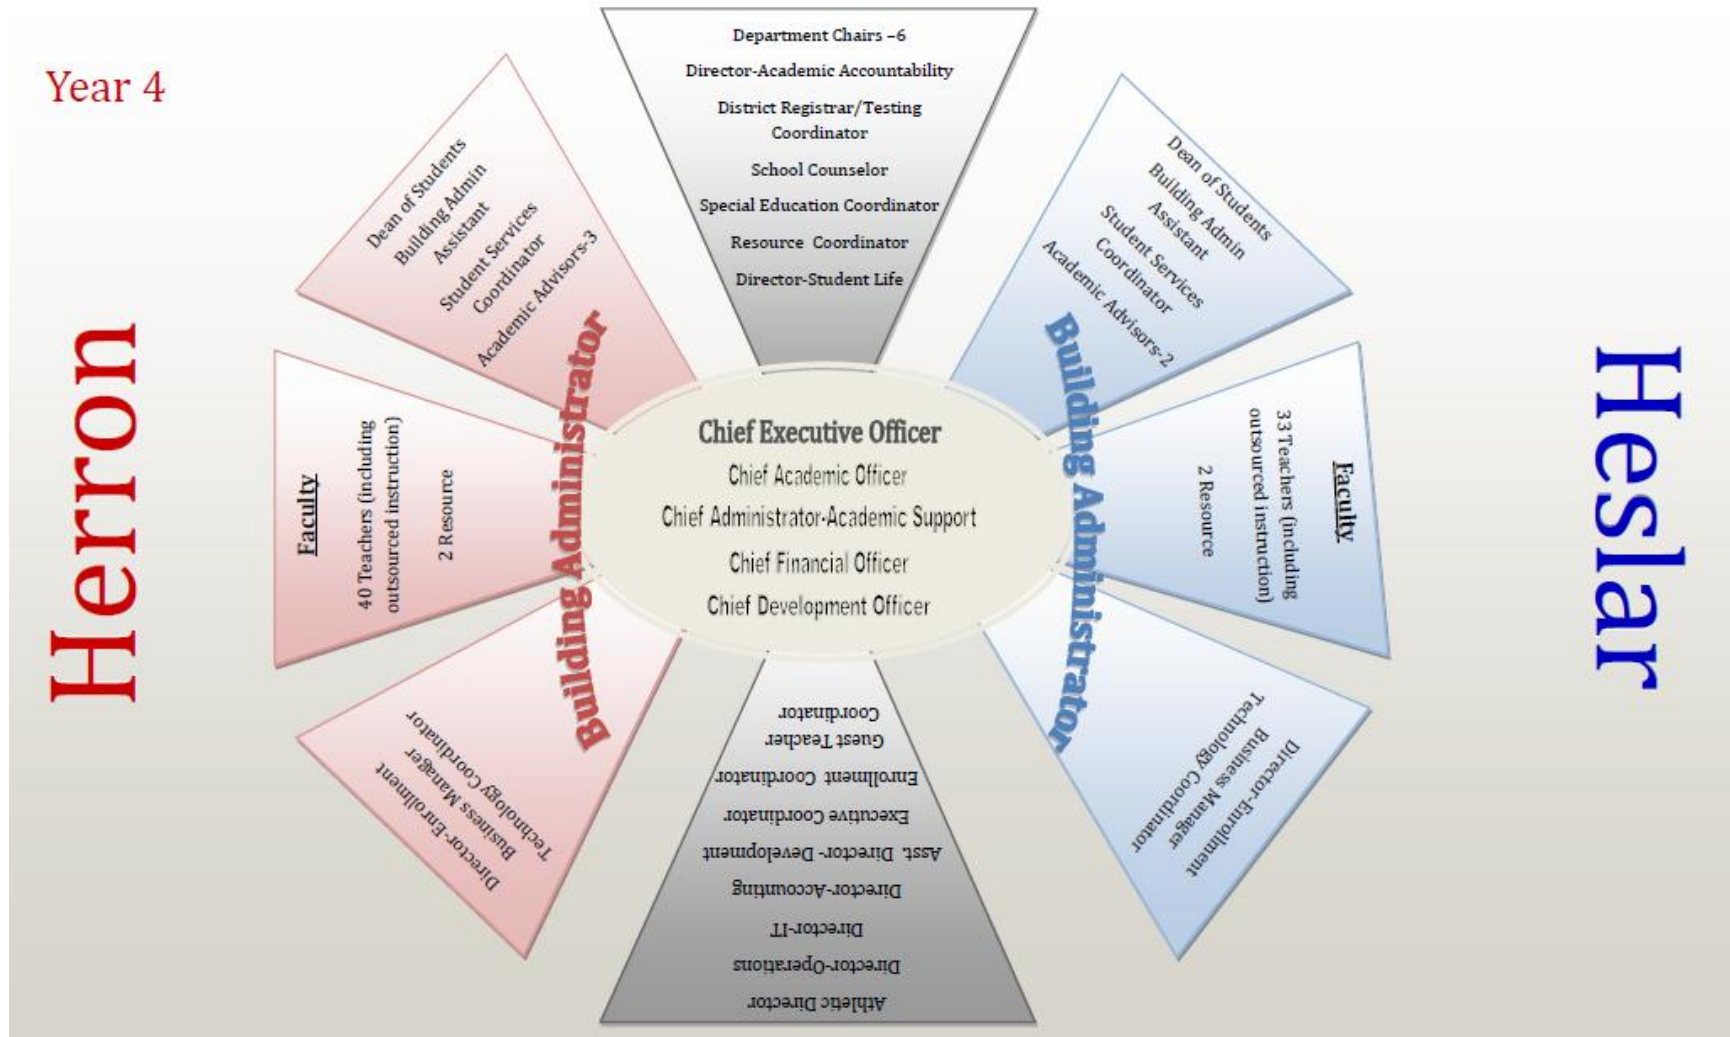 Year 4
Herron
Heslar
Department Chairs –6
Director-Academic Accountability
District Registrar/Testing
Coordinator
School Counselor
Special Education Coordinator
Resource Coordinator
Director-Student Life
Dean of Students
Building Admin
Assistant
Student Services
Coordinator
Academic Advisors-3
Building Administrator
Faculty
40 Teachers (including
outsourced instruction)
2 Resource
Director-Enrollment
Business Manager
Technology Coordinator
Chief Executive Officer
Chief Academic Officer
Chief Administrator-Academic Support
Chief Financial Officer
Chief Development Officer
Dean of Students
Building Admin
Assistant
Student Services
Coordinator
Academic Advisors-2
Building Administrator
Faculty
33 Teachers (including
outsourced instruction)
2 Resource
Director-Enrollment
Business Manager
Technology Coordinator
Athletic Director
Director-Operations
Director-IT
Director-Accounting
Asst. Director- Development
Executive Coordinator
Enrollment Coordinator
Guest Teacher
Coordinator